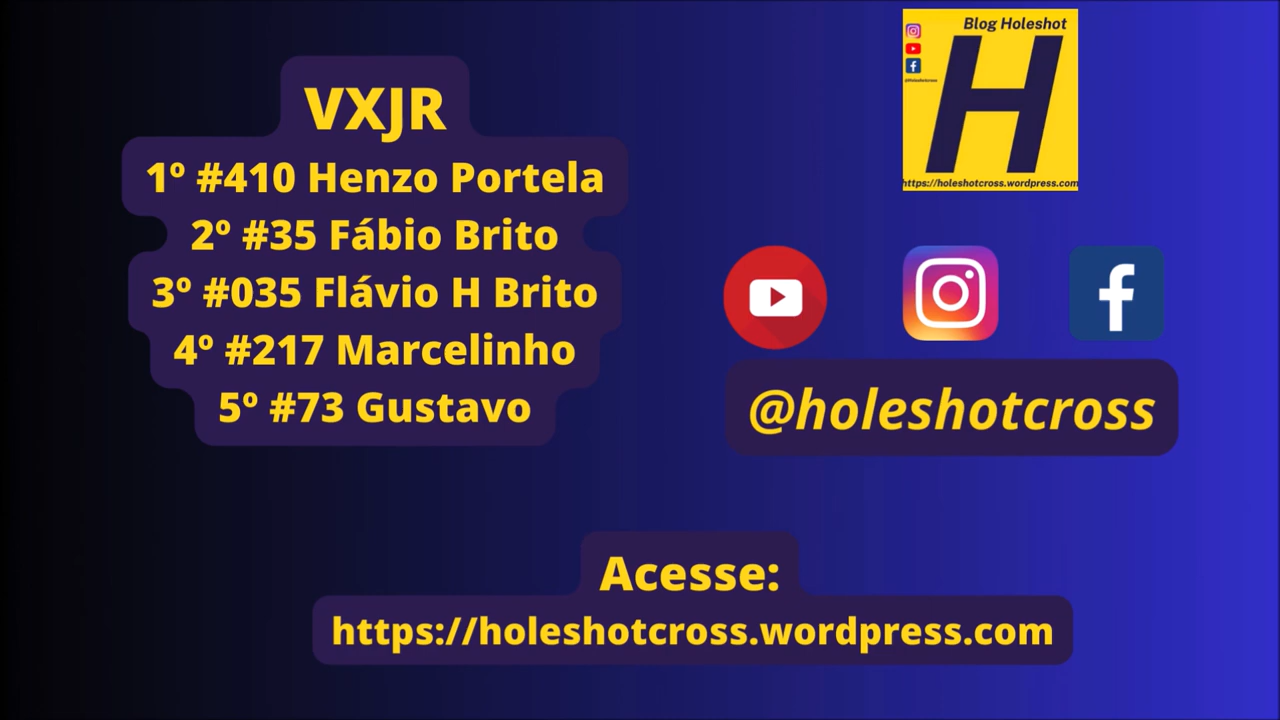 VXJR
1º #410 Henzo Portela
2º #35 Fábio Brito
3º #035 Flávio H Brito
4º #217 Marcelinho
5º #73 Gustavo
Blog Holeshot
@holeshotcross
H
https://holeshotcross.wordpress.com
@holeshotcross
Acesse:
https://holeshotcross.wordpress.com